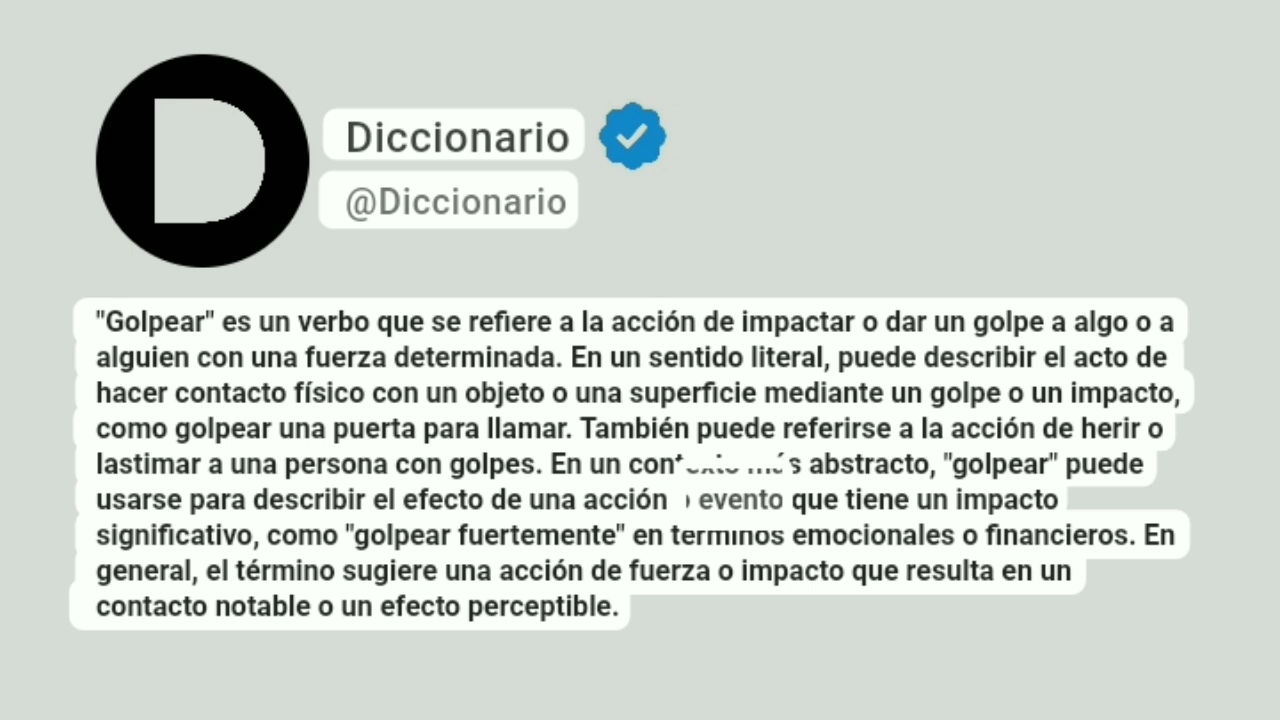 D
Diccionario
@Diccionario
"Golpear" es un verbo que se refiere a la acción de impactar o dar un golpe a algo o a
alguien con una fuerza determinada. En un sentido literal, puede describir el acto de
hacer contacto físico con un objeto o una superficie mediante un golpe o un impacto,
como golpear una puerta para llamar. También puede referirse a la acción de herir o
lastimar a una persona con golpes. En un contexto más abstracto, "golpear" puede
usarse para describir el efecto de una acción o evento que tiene un impacto
significativo, como "golpear fuertemente" en términos emocionales o financieros. En
general, el término sugiere una acción de fuerza o impacto que resulta en un
contacto notable o un efecto perceptible.